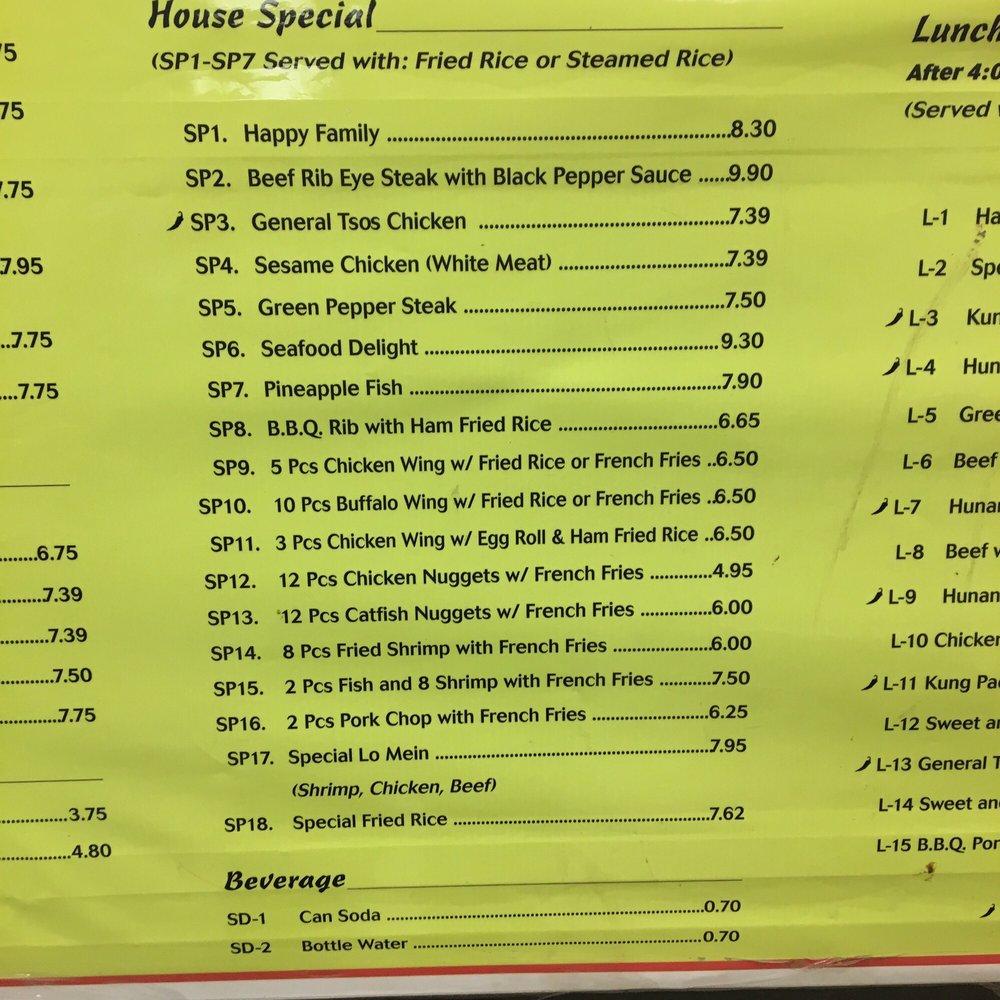 House Special
(SP1-SP7 Served with: Fried Rice or Steamed Rice)
SP1. Happy Family 8.30
SP2. Beef Rib Eye Steak with Black Pepper Sauce 9.90
SP3. General Tsos Chicken 7.39
SP4. Sesame Chicken (White Meat) 7.39
SP5. Green Pepper Steak 7.50
SP6. Seafood Delight 9.30
SP7. Pineapple Fish 7.90
SP8. B.B.Q. Rib with Ham Fried Rice 6.65
SP9. 5 Pcs Chicken Wing w/ Fried Rice or French Fries 6.50
SP10. 10 Pcs Buffalo Wing w/ Fried Rice or French Fries 6.50
SP11. 3 Pcs Chicken Wing w/ Egg Roll & Ham Fried Rice 6.50
SP12. 12 Pcs Chicken Nuggets w/ French Fries 4.95
SP13. 12 Pcs Catfish Nuggets w/ French Fries 6.00
SP14. 8 Pcs Fried Shrimp with French Fries 6.00
SP15. 2 Pcs Fish and 8 Shrimp with French Fries 7.50
SP16. 2 Pcs Pork Chop with French Fries 6.25
SP17. Special Lo Mein 7.95
(Shrimp, Chicken, Beef)
SP18. Special Fried Rice 7.62
Beverage
SD-1 Can Soda 0.70
SD-2 Bottle Water 0.70
7.95
7.75
7.75
6.75
7.39
7.39
7.50
7.75
3.75
4.80
Lunch
After 4:0
(Served
L-1 Ha
L-2 Spe
L-3 Kun
L-4 Hun
L-5 Gree
L-6 Beef
L-7 Hunan
L-8 Beef w
L-9 Hunan
L-10 Chicken
L-11 Kung Pao
L-12 Sweet an
L-13 General T
L-14 Sweet and
L-15 B.B.Q. Por